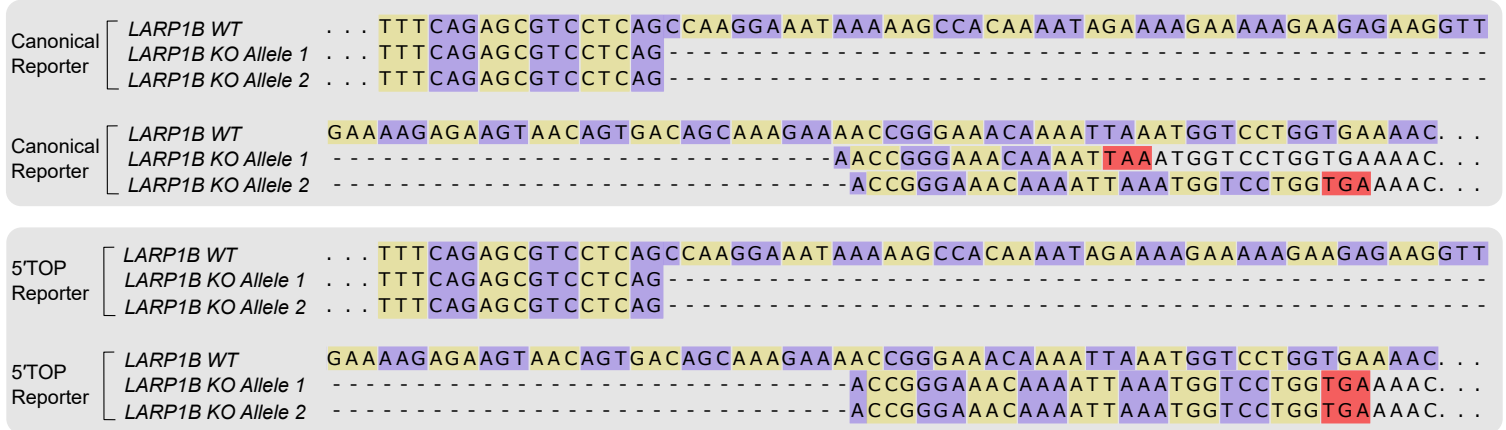 Canonical Reporter
LARP1B WT . . . TTTCAGAGCGTCCTCAGCCAAGGAAATAAAAAGCCACAAAATAGAAAAGAAAAAGAAGAGAAGGTT
LARP1B KO Allele 1 . . . TTTCAGAGCGTCCTCAG-------------------------------------------------
LARP1B KO Allele 2 . . . TTTCAGAGCGTCCTCAG-------------------------------------------------
Canonical Reporter
LARP1B WT GAAAAGAGAAGTAACAGTGACAGCAAAGAAAACCGGGAAACAAAATTAAATGGTCCTGGTGAAAAC. . .
LARP1B KO Allele 1 ------------------------------AACCGGGAAACAAAATTAAATGGTCCTGGTGAAAAC. . .
LARP1B KO Allele 2 -------------------------------ACCGGGAAACAAAATTAAATGGTCCTGGTGAAAAC. . .
5'TOP Reporter
LARP1B WT . . . TTTCAGAGCGTCCTCAGCCAAGGAAATAAAAAGCCACAAAATAGAAAAGAAAAAGAAGAGAAGGTT
LARP1B KO Allele 1 . . . TTTCAGAGCGTCCTCAG-------------------------------------------------
LARP1B KO Allele 2 . . . TTTCAGAGCGTCCTCAG-------------------------------------------------
5'TOP Reporter
LARP1B WT GAAAAGAGAAGTAACAGTGACAGCAAAGAAAACCGGGAAACAAAATTAAATGGTCCTGGTGAAAAC. . .
LARP1B KO Allele 1 -------------------------------ACCGGGAAACAAAATTAAATGGTCCTGGTGAAAAC. . .
LARP1B KO Allele 2 -------------------------------ACCGGGAAACAAAATTAAATGGTCCTGGTGAAAAC. . .